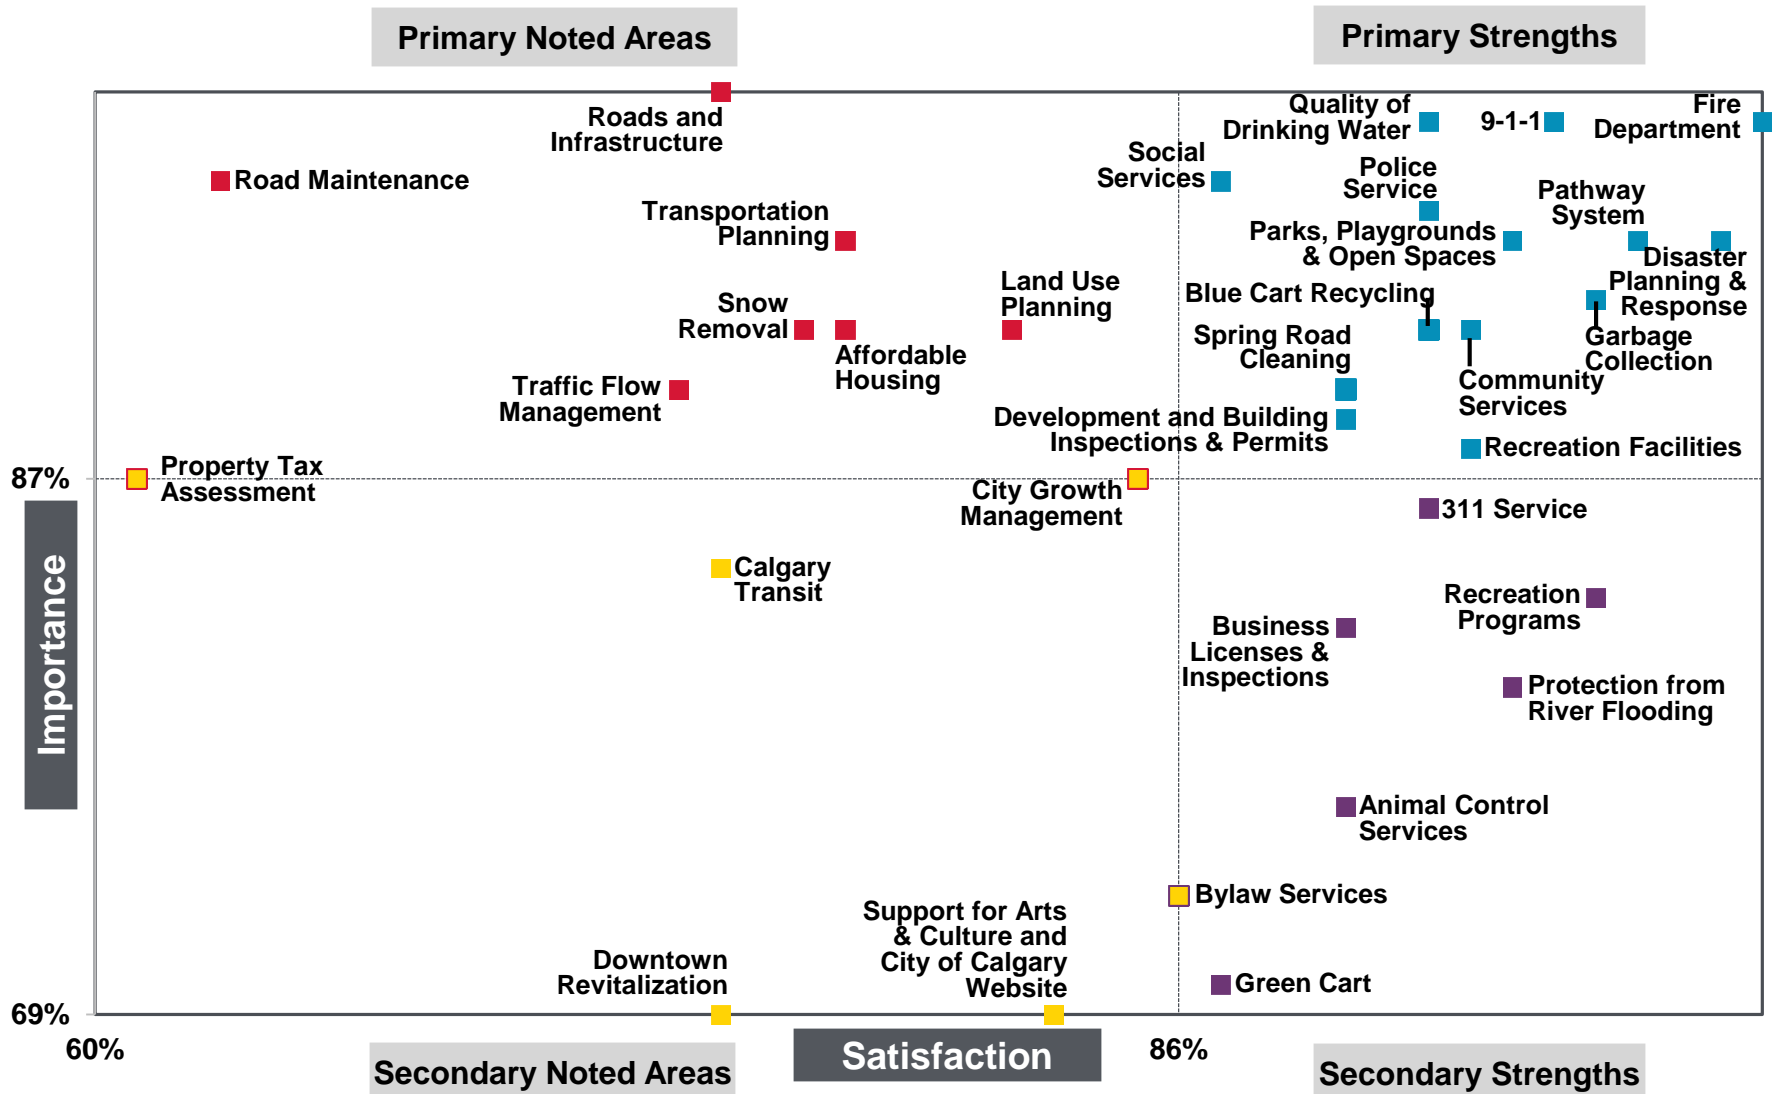 Primary Noted Areas
Primary Strengths
Roads and
Infrastructure
Quality of
Drinking Water
9-1-1
Fire
Department
Social
Services
Road Maintenance
Police
Service
Pathway
System
Transportation
Planning
Parks, Playgrounds
& Open Spaces
Disaster
Planning &
Response
Land Use
Planning
Blue Cart Recycling
Snow
Removal
Garbage
Collection
Spring Road
Cleaning
Affordable
Housing
Community
Services
Traffic Flow
Management
Development and Building
Inspections & Permits
Recreation Facilities
87%
Property Tax
Assessment
City Growth
Management
311 Service
Importance
Calgary
Transit
Recreation
Programs
Business
Licenses &
Inspections
Protection from
River Flooding
Animal Control
Services
Bylaw Services
Support for Arts
& Culture and
City of Calgary
Website
Downtown
Revitalization
Green Cart
69%
60%
Satisfaction
86%
Secondary Noted Areas
Secondary Strengths